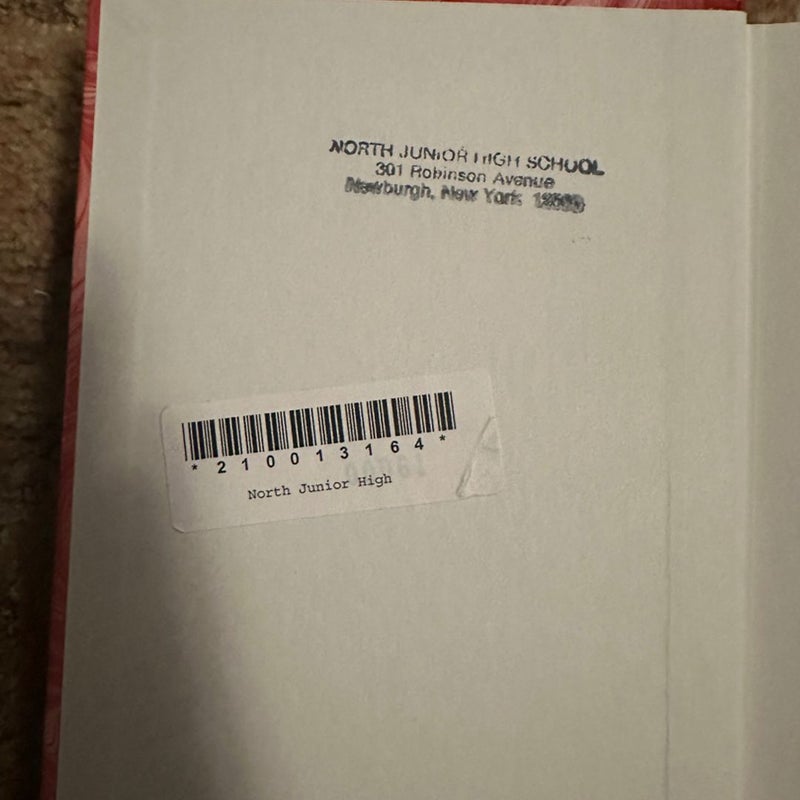 NORTH JUNIOR HIGH SCHOOL
301 Robinson Avenue
Newburgh, New York
*210013164*
North Junior High